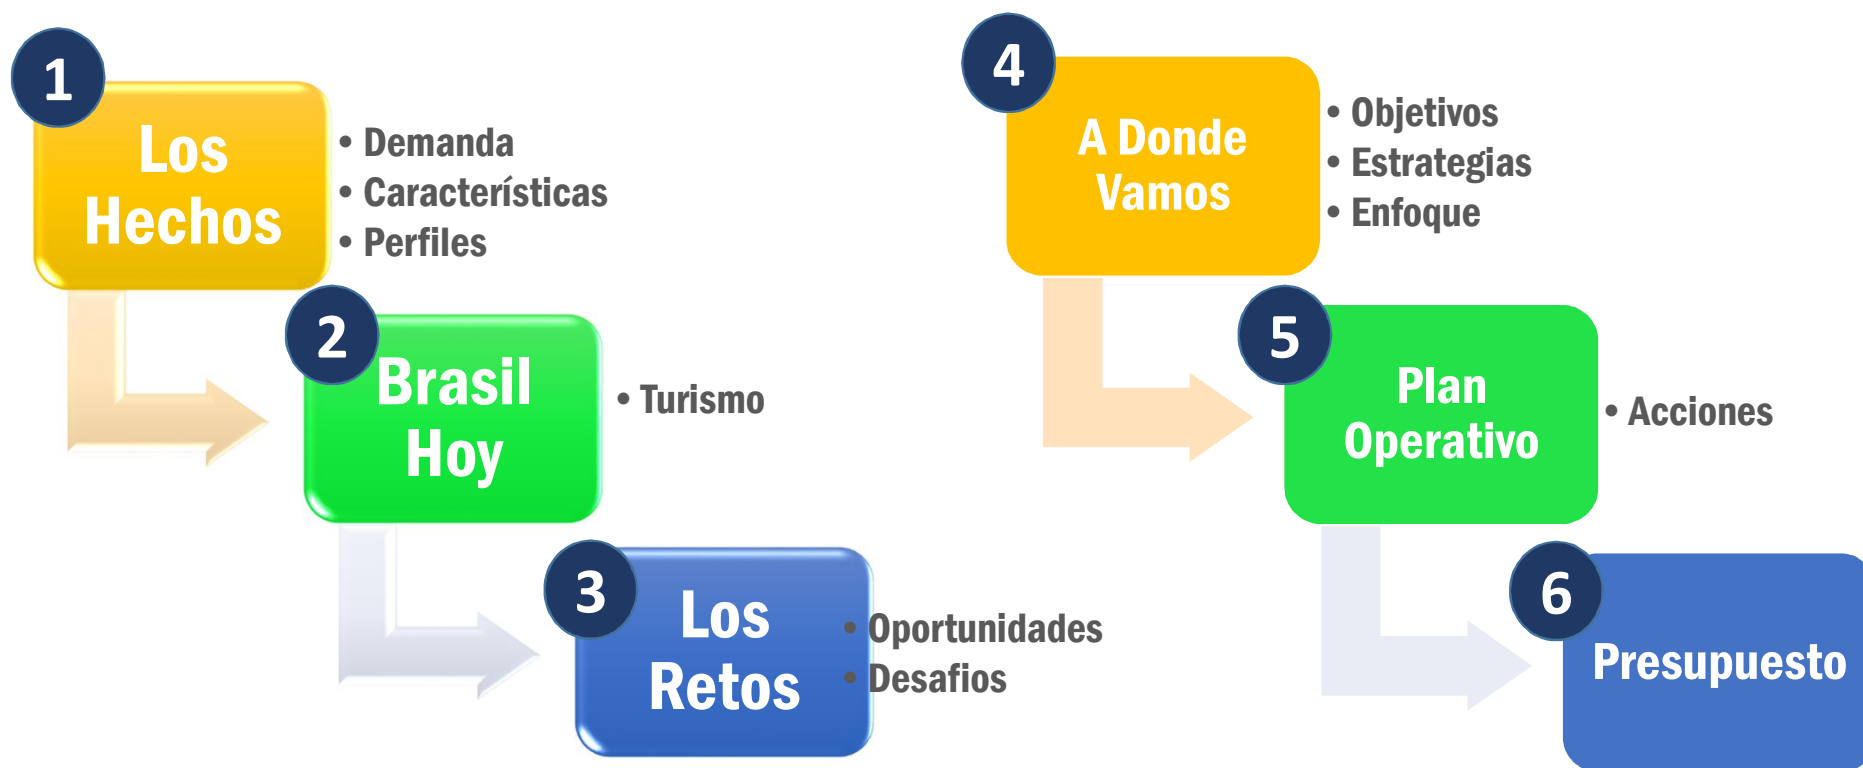 1
Los
Hechos
• Demanda
• Características
• Perfiles
2
Brasil
Hoy
• Turismo
3
Los
Retos
• Oportunidades
• Desafios
4
A Donde
Vamos
• Objetivos
• Estrategias
• Enfoque
5
Plan
Operativo
• Acciones
6
Presupuesto